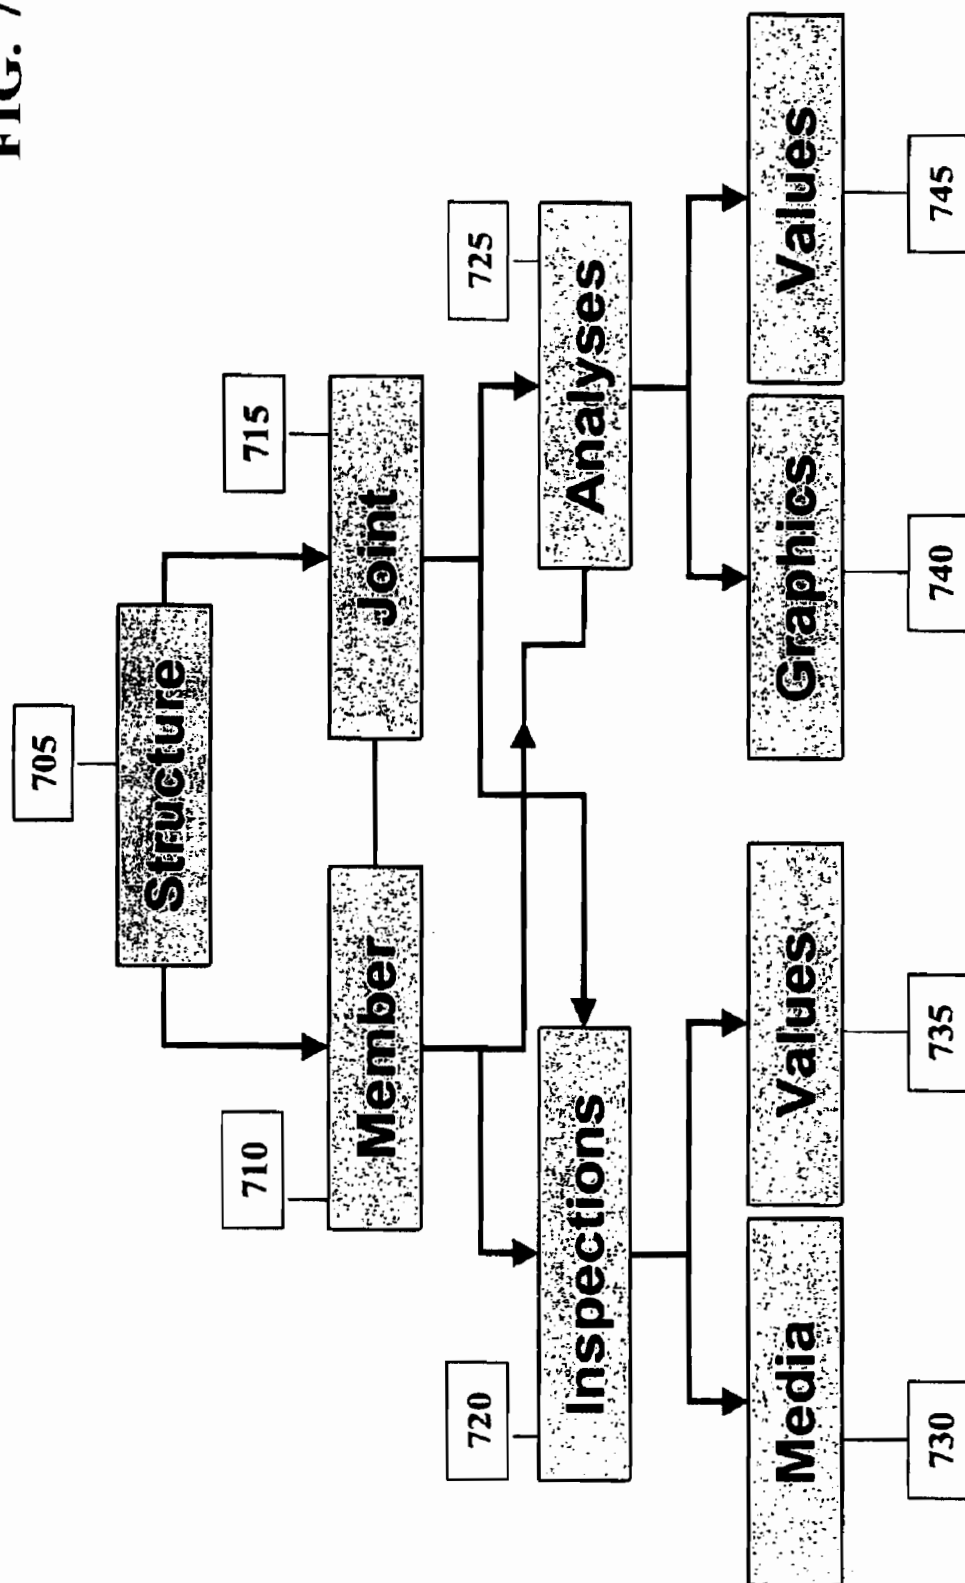 FIG. 7
705
Structure
710
715
Member
Joint
720
725
Inspections
Analyses
Media
Values
Graphics
Values
730
735
740
745